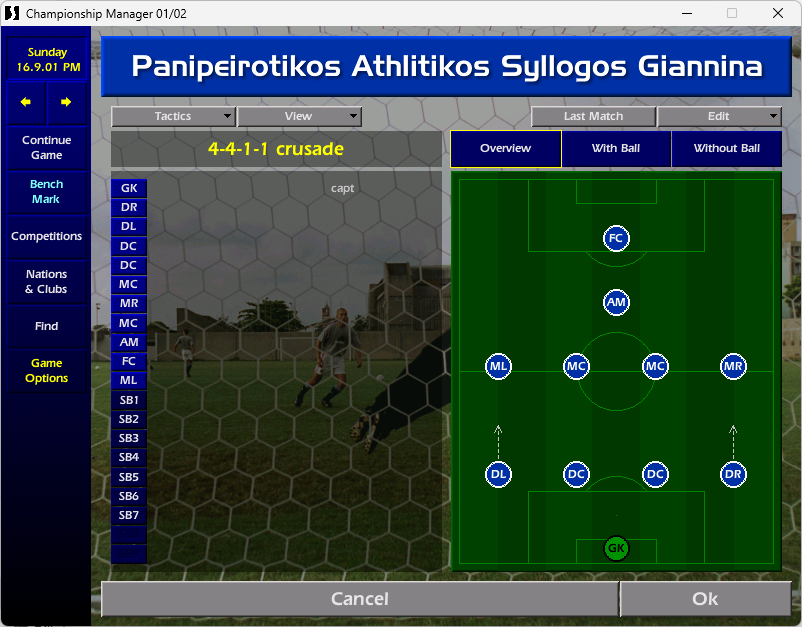 Championship Manager 01/02
Sunday
16.9.01 PM
Panipeirotikos Athlitikos Syllogos Giannina
Continue
Game
Bench
Mark
Competitions
Nations
& Clubs
Find
Game
Options
Tactics
View
Last Match
Edit
4-4-1-1 crusade
Overview
With Ball
Without Ball
GK
capt
DR
DL
DC
DC
MC
MR
MC
AM
FC
ML
SB1
SB2
SB3
SB4
SB5
SB6
SB7
FC
AM
ML MC MC MR
DL DC DC DR
GK
Cancel
Ok